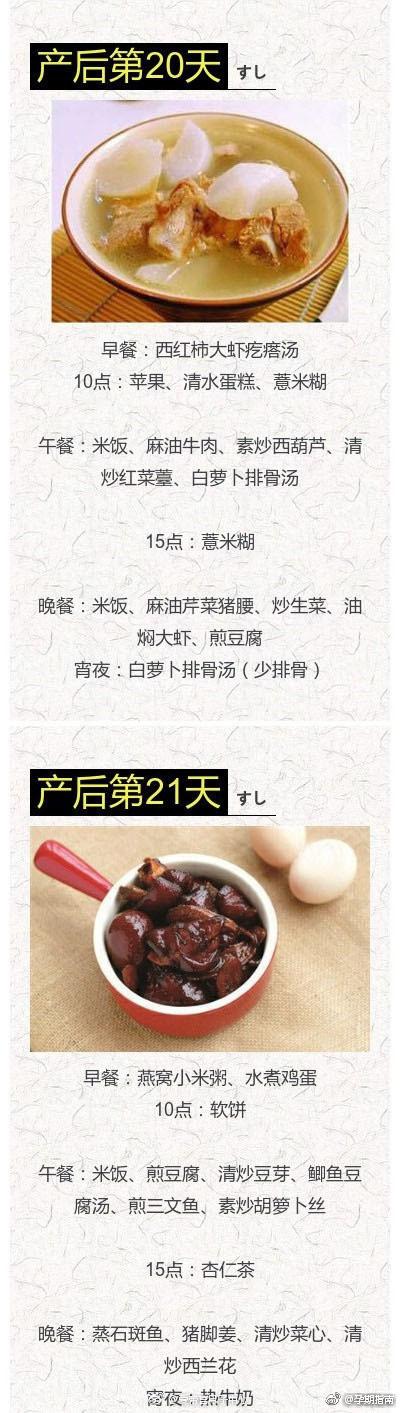 产后第20天 すし
早餐：西红柿大虾疙瘩汤
10点：苹果、清水蛋糕、薏米糊
午餐：米饭、麻油牛肉、素炒西葫芦、清
炒红菜薹、白萝卜排骨汤
15点：薏米糊
晚餐：米饭、麻油芹菜猪腰、炒生菜、油
焖大虾、煎豆腐
宵夜：白萝卜排骨汤（少排骨）
产后第21天 すし
早餐：燕窝小米粥、水煮鸡蛋
10点：软饼
午餐：米饭、煎豆腐、清炒豆芽、鲫鱼豆
腐汤、煎三文鱼、素炒胡箩卜丝
15点：杏仁茶
晚餐：蒸石斑鱼、猪脚姜、清炒菜心、清
炒西兰花
宵夜：热牛奶
@孕期指南